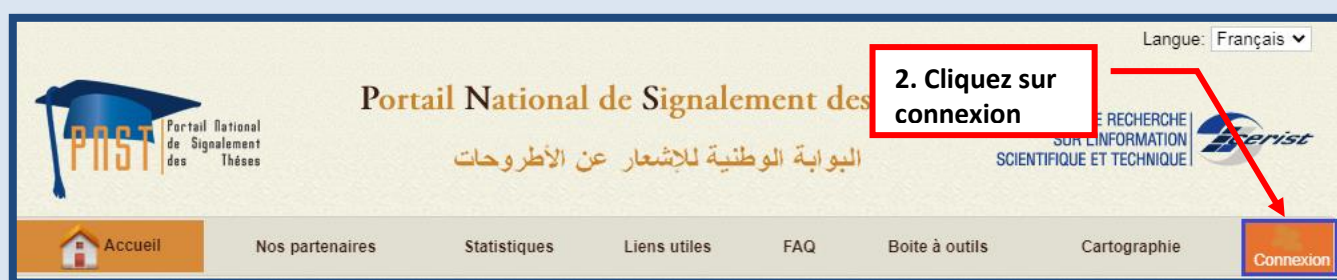 Langue: Français
Portail National de Signalement des
2. Cliquez sur
connexion
PNST
Portail National
de Signalement
des Thèses
البوابة الوطنية للإشعار عن الأطروحات
E RECHERCHE
SUR L'INFORMATION
SCIENTIFIQUE ET TECHNIQUE
cerist
Accueil
Nos partenaires
Statistiques
Liens utiles
FAQ
Boite à outils
Cartographie
Connexion